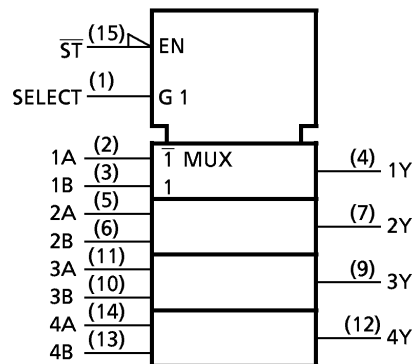 S̅T̅ (15) EN
SELECT (1) G 1
1A (2) 1̅ MUX (4) 1Y
1B (3) 1
2A (5) (7) 2Y
2B (6)
3A (11) (9) 3Y
3B (10)
4A (14) (12) 4Y
4B (13)